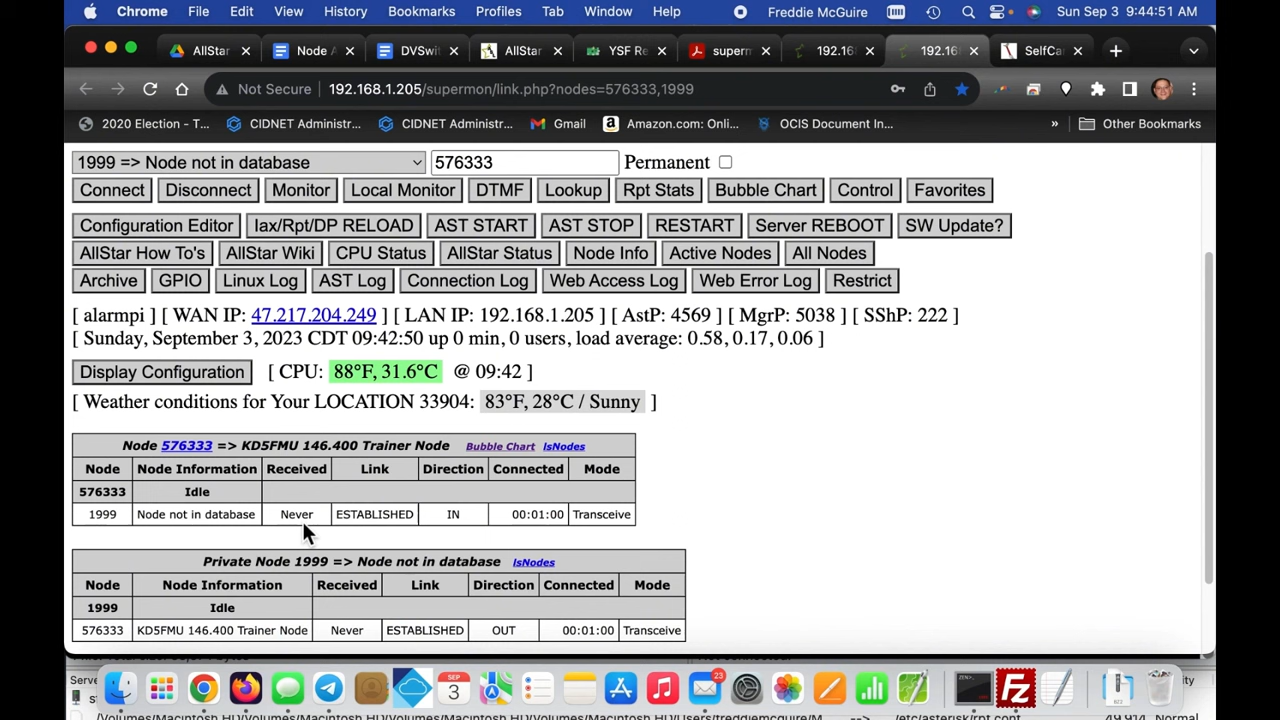 Chrome File Edit View History Bookmarks Profiles Tab Window Help Freddie McGuire Sun Sep 3 9:44:51 AM
AllStar Node A DVSwi AllStar YSF Re superm 192.16 192.16 SelfCa
Not Secure 192.168.1.205/supermon/link.php?nodes=576333,1999
2020 Election - T... CIDNET Administr... CIDNET Administr... Gmail Amazon.com: Onli... OCIS Document In... » Other Bookmarks
1999 => Node not in database 576333 Permanent
Connect Disconnect Monitor Local Monitor DTMF Lookup Rpt Stats Bubble Chart Control Favorites
Configuration Editor Iax/Rpt/DP RELOAD AST START AST STOP RESTART Server REBOOT SW Update?
AllStar How To's AllStar Wiki CPU Status AllStar Status Node Info Active Nodes All Nodes
Archive GPIO Linux Log AST Log Connection Log Web Access Log Web Error Log Restrict
[ alarmpi ] [ WAN IP: 47.217.204.249 ] [ LAN IP: 192.168.1.205 ] [ AstP: 4569 ] [ MgrP: 5038 ] [ SShP: 222 ]
[ Sunday, September 3, 2023 CDT 09:42:50 up 0 min, 0 users, load average: 0.58, 0.17, 0.06 ]
Display Configuration [ CPU: 88°F, 31.6°C @ 09:42 ]
[ Weather conditions for Your LOCATION 33904: 83°F, 28°C / Sunny ]
Node 576333 => KD5FMU 146.400 Trainer Node Bubble Chart lsNodes
Node Node Information Received Link Direction Connected Mode
576333 Idle
1999 Node not in database Never ESTABLISHED IN 00:01:00 Transceive
Private Node 1999 => Node not in database lsNodes
Node Node Information Received Link Direction Connected Mode
1999 Idle
576333 KD5FMU 146.400 Trainer Node Never ESTABLISHED OUT 00:01:00 Transceive
Serve
SEP
3
23